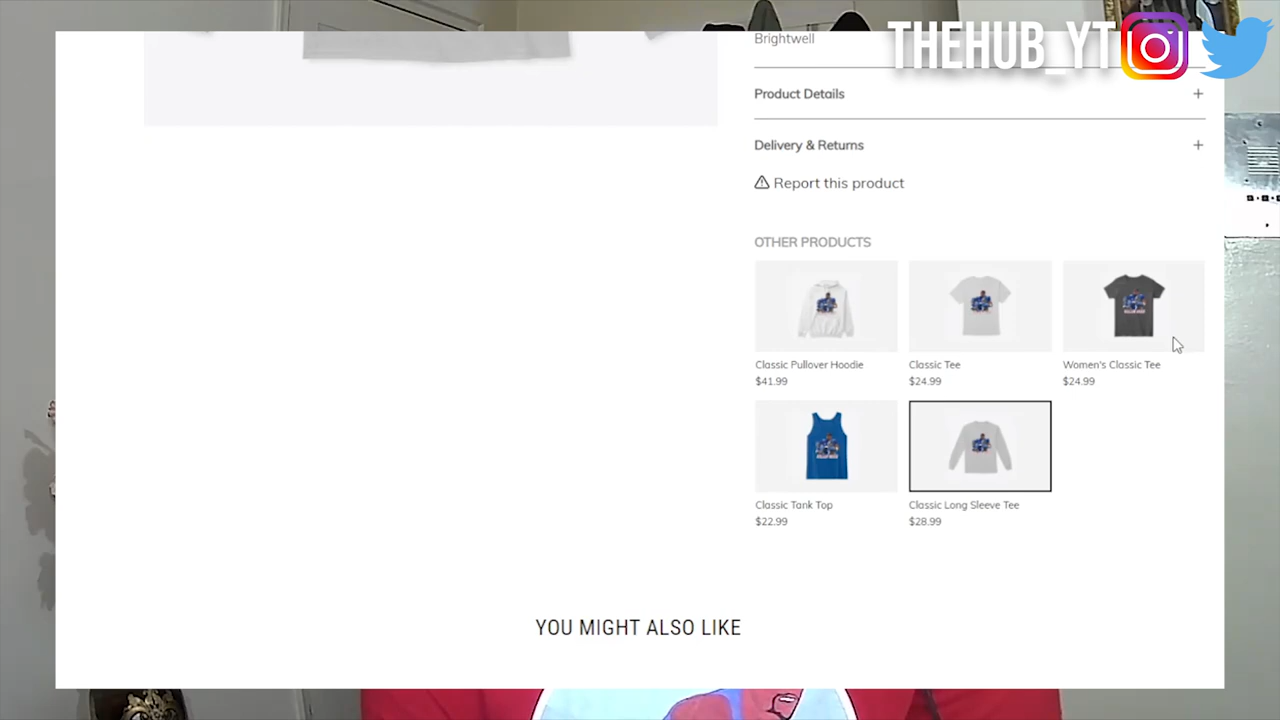 THEHUB_YT
Brightwell
Product Details
Delivery & Returns
Report this product
OTHER PRODUCTS
Classic Pullover Hoodie
$41.99
Classic Tee
$24.99
Women's Classic Tee
$24.99
Classic Tank Top
$22.99
Classic Long Sleeve Tee
$28.99
YOU MIGHT ALSO LIKE